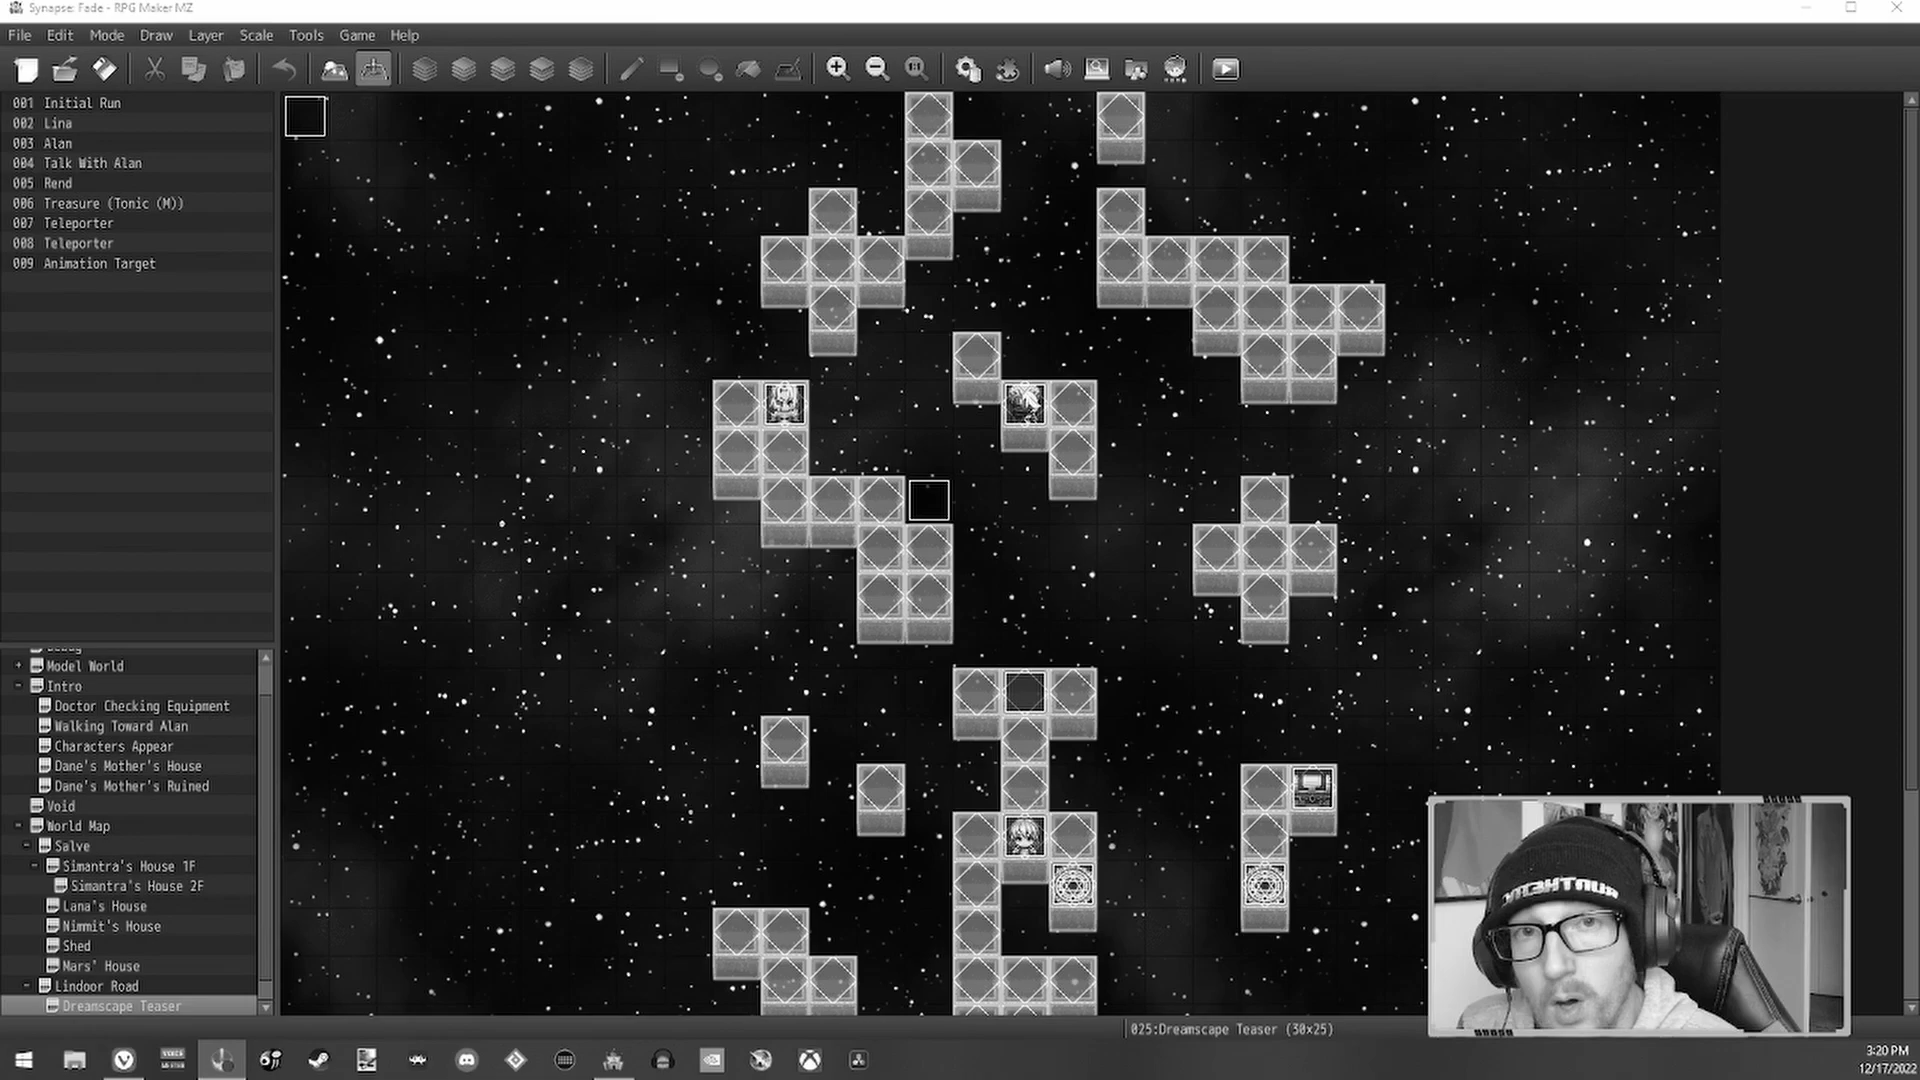 Synapse: Fade - RPG Maker MZ
File Edit Mode Draw Layer Scale Tools Game Help
001 Initial Run
002 Lina
003 Alan
004 Talk With Alan
005 Rend
006 Treasure (Tonic (M))
007 Teleporter
008 Teleporter
009 Animation Target
Model World
Intro
Doctor Checking Equipment
Walking Toward Alan
Characters Appear
Dane's Mother's House
Dane's Mother's Ruined
Void
World Map
Salve
Simantra's House 1F
Simantra's House 2F
Lana's House
Nimmit's House
Shed
Mars' House
Lindoor Road
Dreamscape Teaser
025:Dreamscape Teaser (30x25)
3:20 PM
12/17/2022